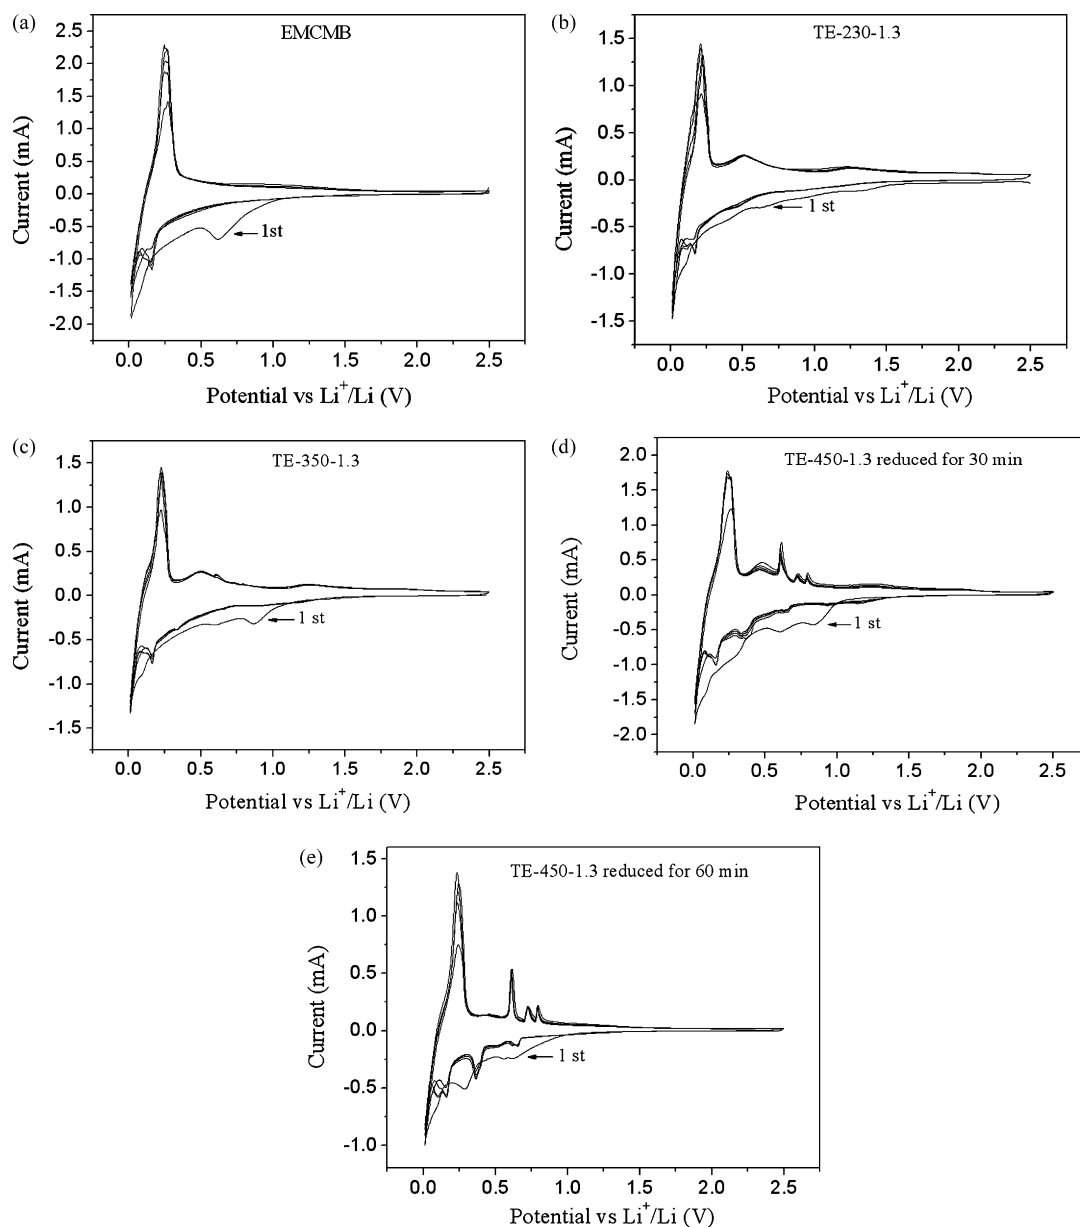 (a)
EMCMB
2.5
2.0
1.5
1.0
0.5
0.0
-0.5
-1.0
-1.5
-2.0
Current (mA)
1st
0.0 0.5 1.0 1.5 2.0 2.5
Potential vs Li⁺/Li (V)
(b)
TE-230-1.3
1.5
1.0
0.5
0.0
-0.5
-1.0
-1.5
Current (mA)
1 st
0.0 0.5 1.0 1.5 2.0 2.5
Potential vs Li⁺/Li (V)
(c)
TE-350-1.3
1.5
1.0
0.5
0.0
-0.5
-1.0
-1.5
Current (mA)
1 st
0.0 0.5 1.0 1.5 2.0 2.5
Potential vs Li⁺/Li (V)
(d)
TE-450-1.3 reduced for 30 min
2.0
1.5
1.0
0.5
0.0
-0.5
-1.0
-1.5
-2.0
Current (mA)
1 st
0.0 0.5 1.0 1.5 2.0 2.5
Potential vs Li⁺/Li (V)
(e)
TE-450-1.3 reduced for 60 min
1.5
1.0
0.5
0.0
-0.5
-1.0
Current (mA)
1 st
0.0 0.5 1.0 1.5 2.0 2.5
Potential vs Li⁺/Li (V)